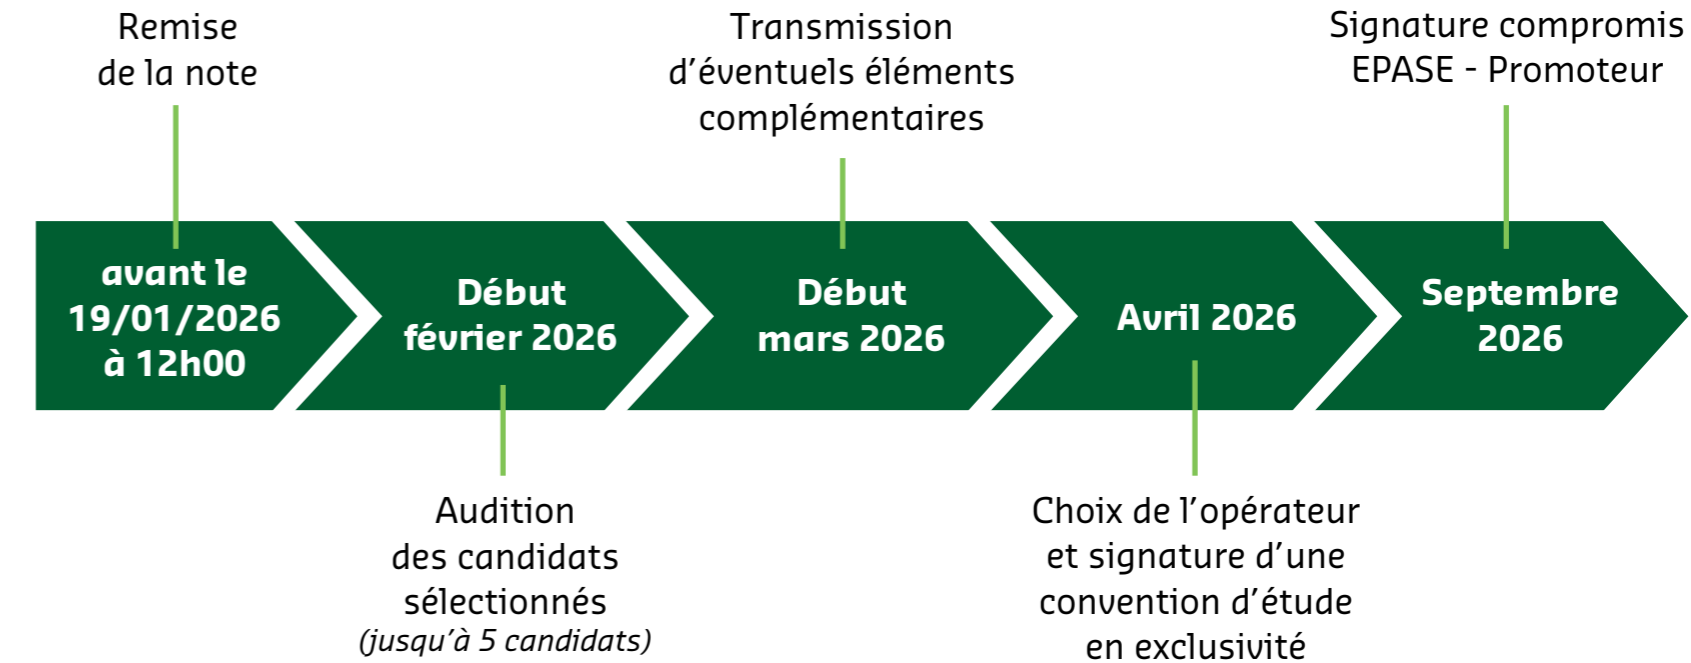 Remise
de la note
avant le
19/01/2026
à 12h00
Début
février 2026
Audition
des candidats
sélectionnés
(jusqu'à 5 candidats)
Transmission
d'éventuels éléments
complémentaires
Début
mars 2026
Avril 2026
Choix de l'opérateur
et signature d'une
convention d'étude
en exclusivité
Signature compromis
EPASE - Promoteur
Septembre
2026